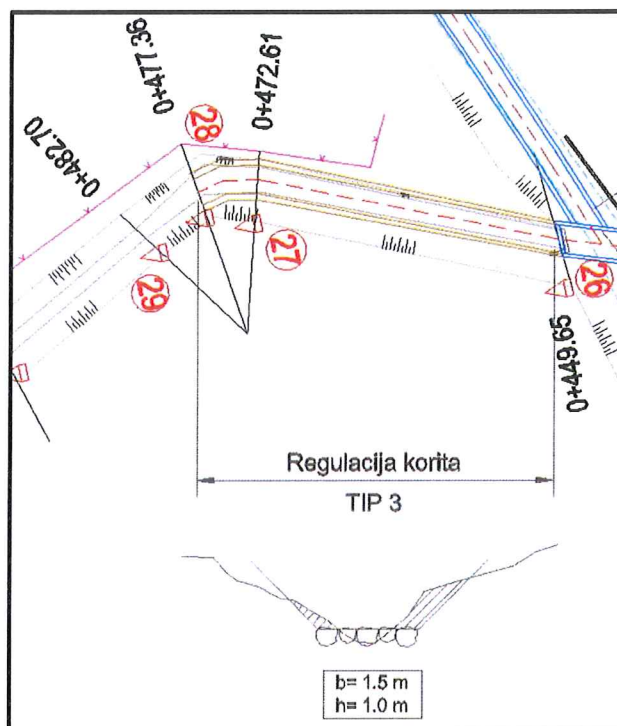 0+477.36
28
0+472.61
0+482.70
27
29
26
0+449.65
Regulacija korita
TIP 3
b= 1.5 m
h= 1.0 m